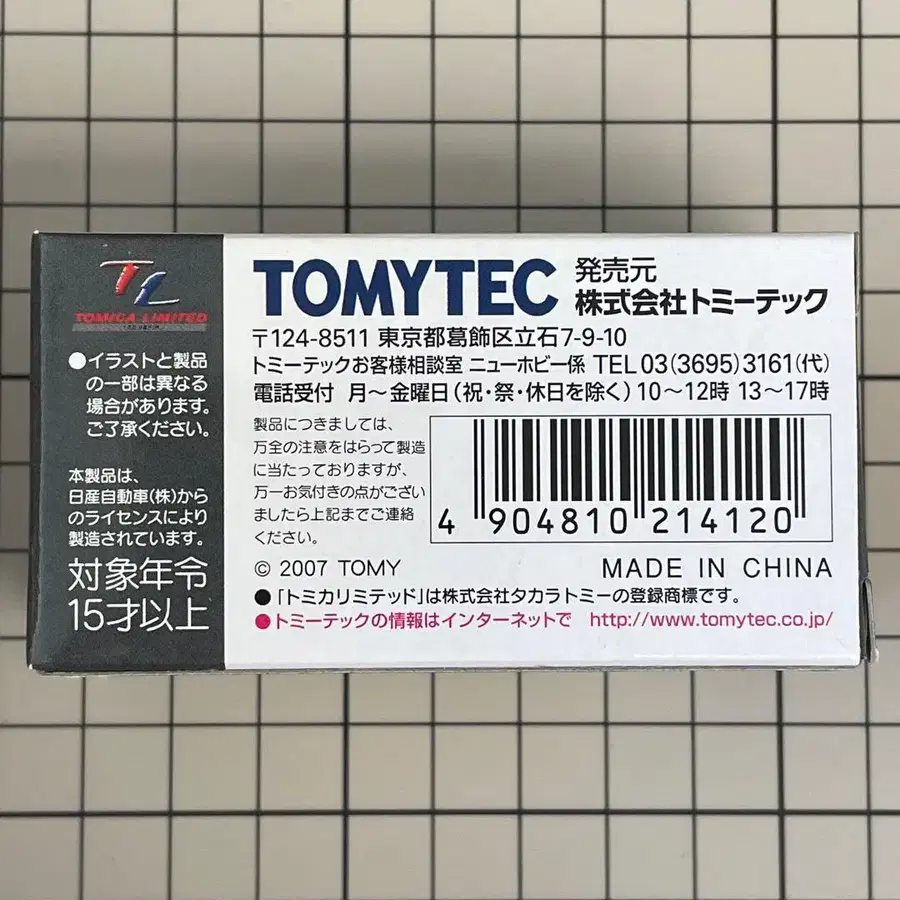 TL
TOMICA LIMITED
●イラストと製品
の一部は異なる
場合があります。
ご了承ください。
本製品は、
日産自動車(株)から
のライセンスにより
製造されています。
対象年令
15才以上
TOMYTEC 発売元
株式会社トミーテック
〒124-8511 東京都葛飾区立石7-9-10
トミーテックお客様相談室 ニューホビー係 TEL 03(3695)3161(代)
電話受付 月～金曜日(祝・祭・休日を除く)10～12時 13～17時
製品につきましては、
万全の注意をはらって製造
に当たっておりますが、
万一お気付きの点がござい
ましたら上記までご連絡
ください。
4 904810 214120
© 2007 TOMY MADE IN CHINA
●「トミカリミテッド」は株式会社タカラトミーの登録商標です。
●トミーテックの情報はインターネットで http://www.tomytec.co.jp/